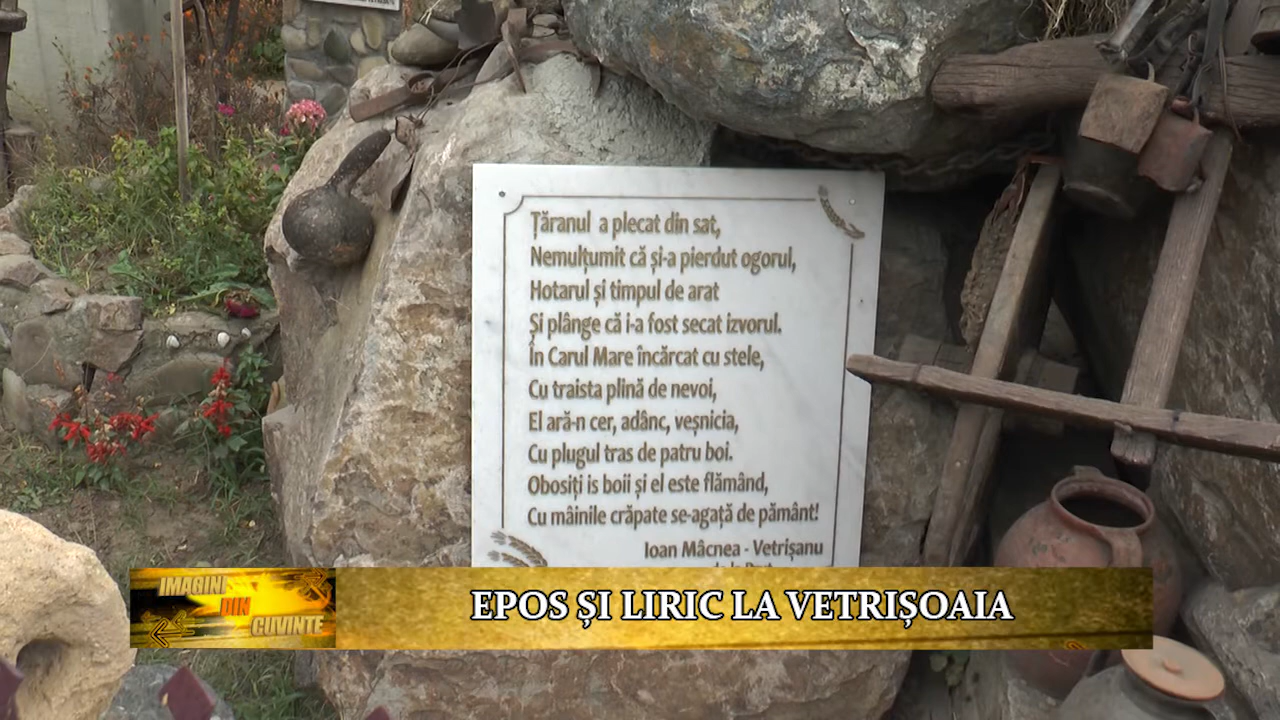 Țăranul a plecat din sat,
Nemulțumit că și-a pierdut ogorul,
Hotarul și timpul de arat
Și plânge că i-a fost secat izvorul.
În Carul Mare încărcat cu stele,
Cu traista plină de nevoi,
El ară-n cer, adânc, veșnicia,
Cu plugul tras de patru boi.
Obosiți is boii și el este flămând,
Cu mâinile crăpate se-agață de pământ!
Ioan Mâcnea - Vetrișanu
IMAGINI
DIN
CUVINTE
EPOS ȘI LIRIC LA VETRIȘOAIA